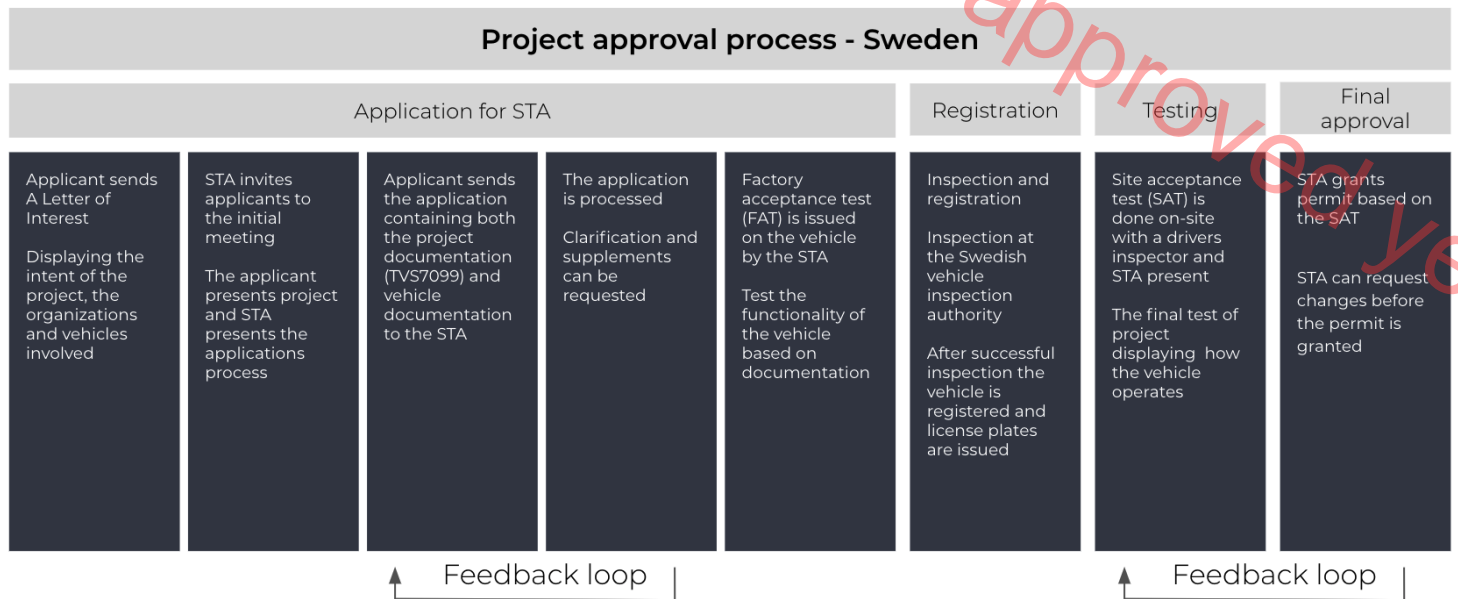 Project approval process - Sweden
approved ye
Application for STA
Registration
Testing
Final
approval
Applicant sends
A Letter of
Interest
Displaying the
intent of the
project, the
organizations
and vehicles
involved
STA invites
applicants to
the initial
meeting
The applicant
presents project
and STA
presents the
applications
process
Applicant sends
the application
containing both
the project
documentation
(TVS7099) and
vehicle
documentation
to the STA
The application
is processed
Clarification and
supplements
can be
requested
Factory
acceptance test
(FAT) is issued
on the vehicle
by the STA
Test the
functionality of
the vehicle
based on
documentation
Inspection and
registration
Inspection at
the Swedish
vehicle
inspection
authority
After successful
inspection the
vehicle is
registered and
license plates
are issued
Site acceptance
test (SAT) is
done on-site
with a drivers
inspector and
STA present
The final test of
project
displaying how
the vehicle
operates
STA grants
permit based on
the SAT
STA can request
changes before
the permit is
granted
Feedback loop
Feedback loop